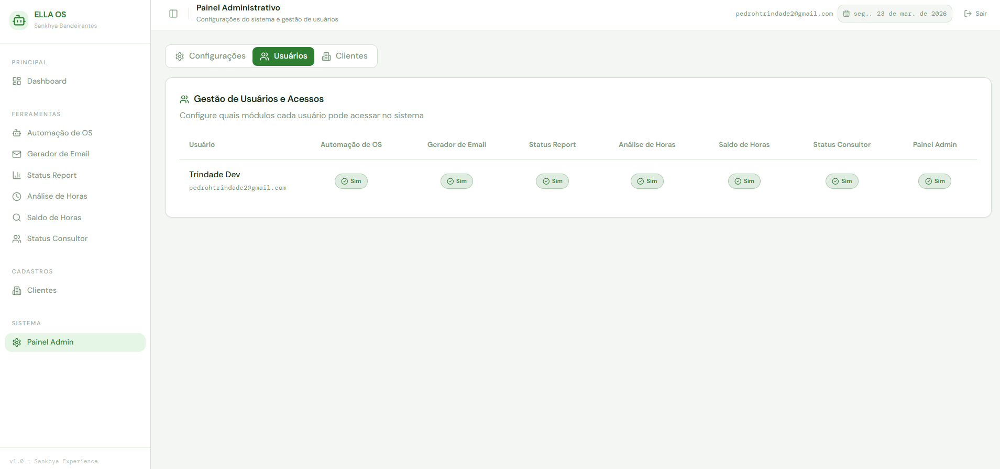 ELLA OS
Sankhya Bandeirantes
PRINCIPAL
Dashboard
FERRAMENTAS
Automação de OS
Gerador de Email
Status Report
Análise de Horas
Saldo de Horas
Status Consultor
CADASTROS
Clientes
SISTEMA
Painel Admin
v1.0 - Sankhya Experience
Painel Administrativo
Configurações do sistema e gestão de usuários
pedrohtrindade2@gmail.com
seg., 23 de mar. de 2026
Sair
Configurações
Usuários
Clientes
Gestão de Usuários e Acessos
Configure quais módulos cada usuário pode acessar no sistema
Usuário Automação de OS Gerador de Email Status Report Análise de Horas Saldo de Horas Status Consultor Painel Admin
Trindade Dev
pedrohtrindade2@gmail.com
Sim Sim Sim Sim Sim Sim Sim